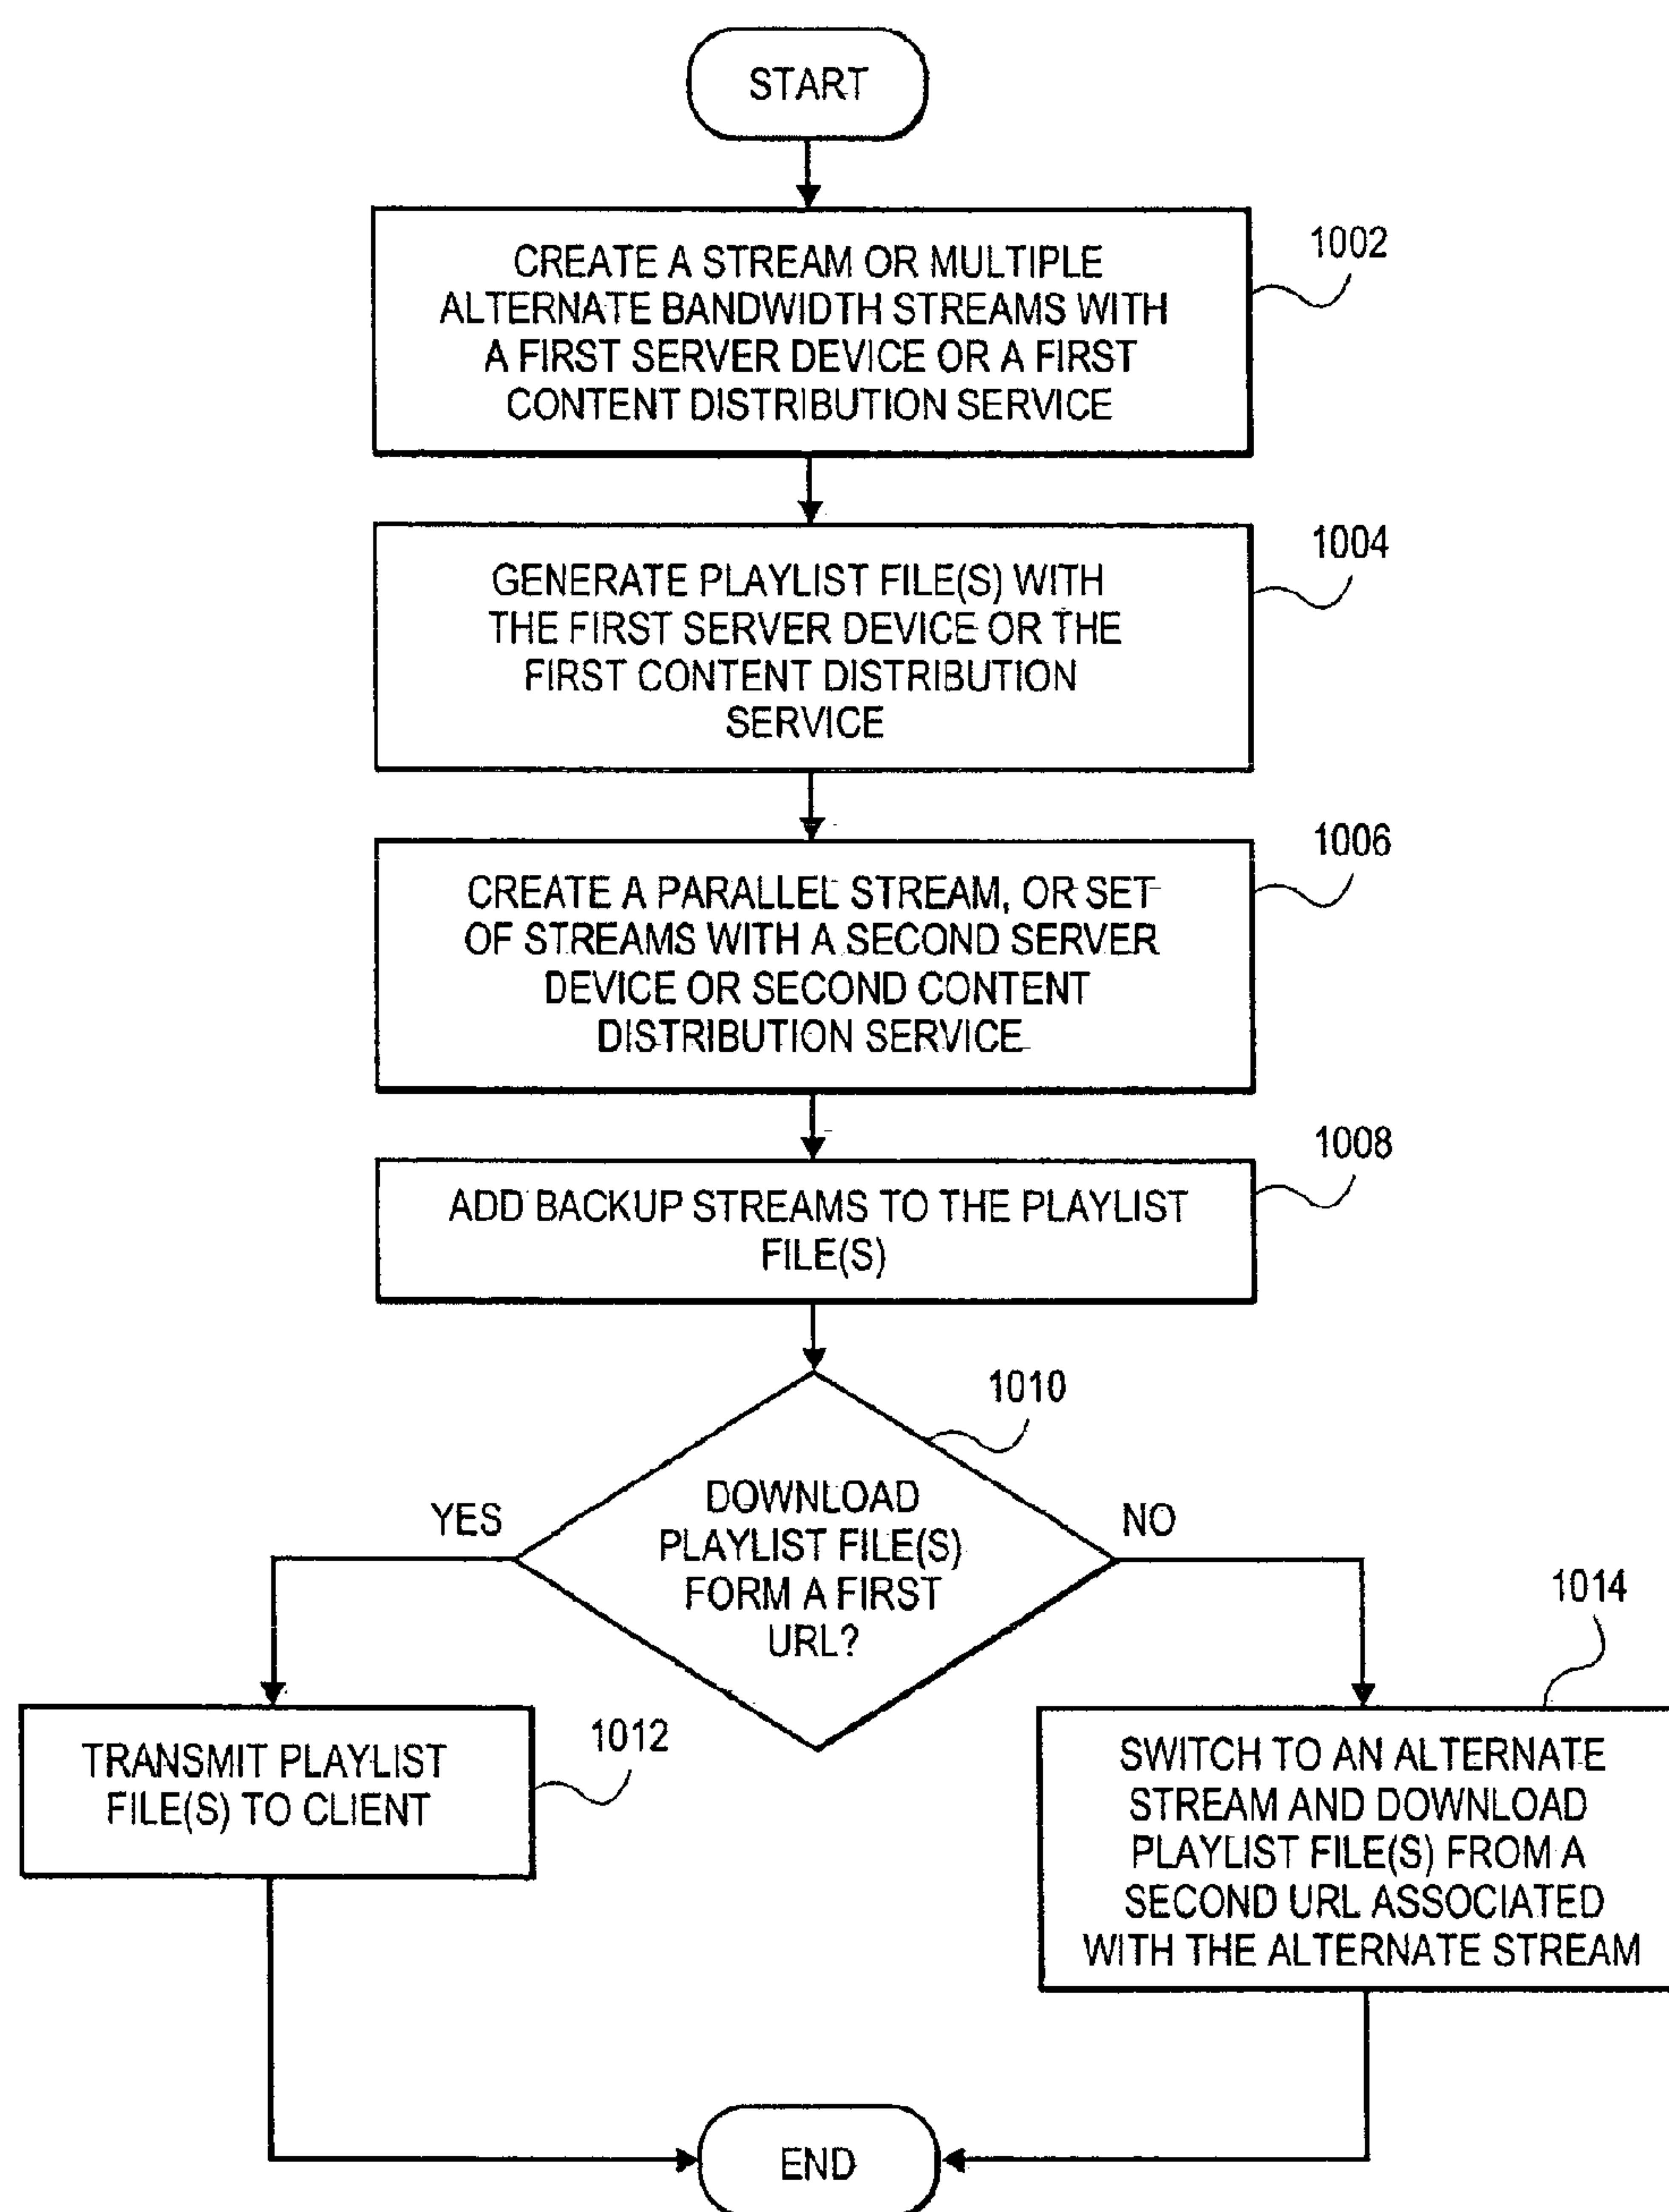 START
CREATE A STREAM OR MULTIPLE
ALTERNATE BANDWIDTH STREAMS WITH
A FIRST SERVER DEVICE OR A FIRST
CONTENT DISTRIBUTION SERVICE
1002
GENERATE PLAYLIST FILE(S) WITH
THE FIRST SERVER DEVICE OR THE
FIRST CONTENT DISTRIBUTION
SERVICE
1004
CREATE A PARALLEL STREAM, OR SET
OF STREAMS WITH A SECOND SERVER
DEVICE OR SECOND CONTENT
DISTRIBUTION SERVICE
1006
ADD BACKUP STREAMS TO THE PLAYLIST
FILE(S)
1008
1010
DOWNLOAD
PLAYLIST FILE(S)
FORM A FIRST
URL?
YES
NO
TRANSMIT PLAYLIST
FILE(S) TO CLIENT
1012
1014
SWITCH TO AN ALTERNATE
STREAM AND DOWNLOAD
PLAYLIST FILE(S) FROM A
SECOND URL ASSOCIATED
WITH THE ALTERNATE STREAM
END